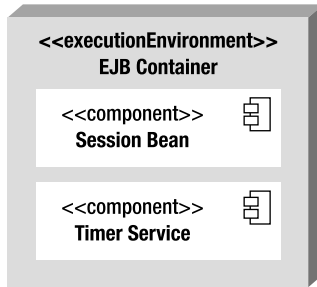 <<executionEnvironment>>
EJB Container
<<component>>
Session Bean
<<component>>
Timer Service